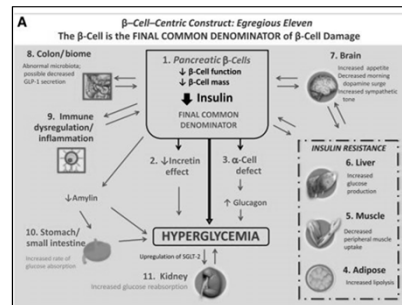 A
β–Cell–Centric Construct: Egregious Eleven
The β-Cell is the FINAL COMMON DENOMINATOR of β-Cell Damage
8. Colon/biome
Abnormal microbiota;
possible decreased
GLP-1 secretion
1. Pancreatic β-Cells
↓ β-Cell function
↓ β-Cell mass
↓ Insulin
FINAL COMMON
DENOMINATOR
7. Brain
Increased appetite
Decreased morning
dopamine surge
Increased sympathetic
tone
9. Immune
dysregulation/
inflammation
2. ↓Incretin
effect
3. α-Cell
defect
↑ Glucagon
INSULIN RESISTANCE
6. Liver
Increased
glucose
production
5. Muscle
Decreased
peripheral muscle
uptake
4. Adipose
Increased lipolysis
↓Amylin
10. Stomach/
small intestine
Increased rate of
glucose absorption
HYPERGLYCEMIA
Upregulation of SGLT-2
11. Kidney
Increased glucose reabsorption